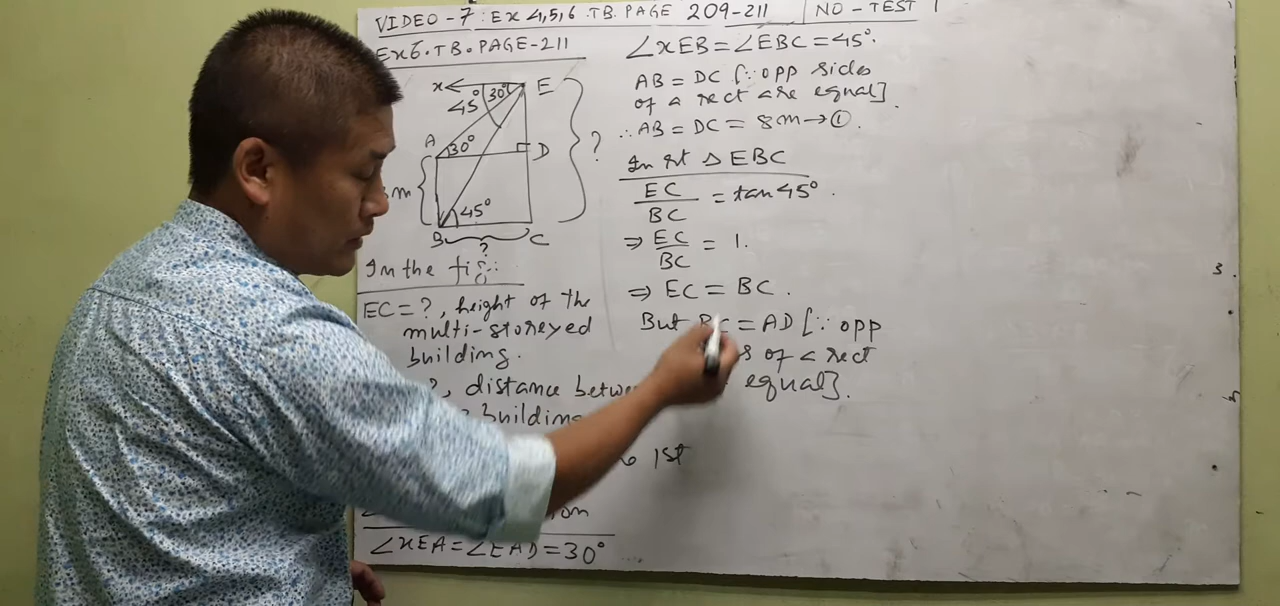 VIDEO - 7 : EX 4,5,6 .TB. PAGE 209-211 NO - TEST
EX6.TB.PAGE-211
x E
45° 30°
A 30° D
?
m
45°
B C
?
In the fig:
EC = ?, height of the
multi-storeyed
building.
?, distance betwe
building
1st
on
∠XEA = ∠EAD = 30°
∠XEB = ∠EBC = 45°.
AB = DC [∵ opp sides
of a rect are equal].
∴ AB = DC = 8m → ①.
In rt △ EBC
EC/BC = tan 45°.
⇒ EC/BC = 1.
⇒ EC = BC.
But BC = AD [∵ opp
s of a rect
equal].